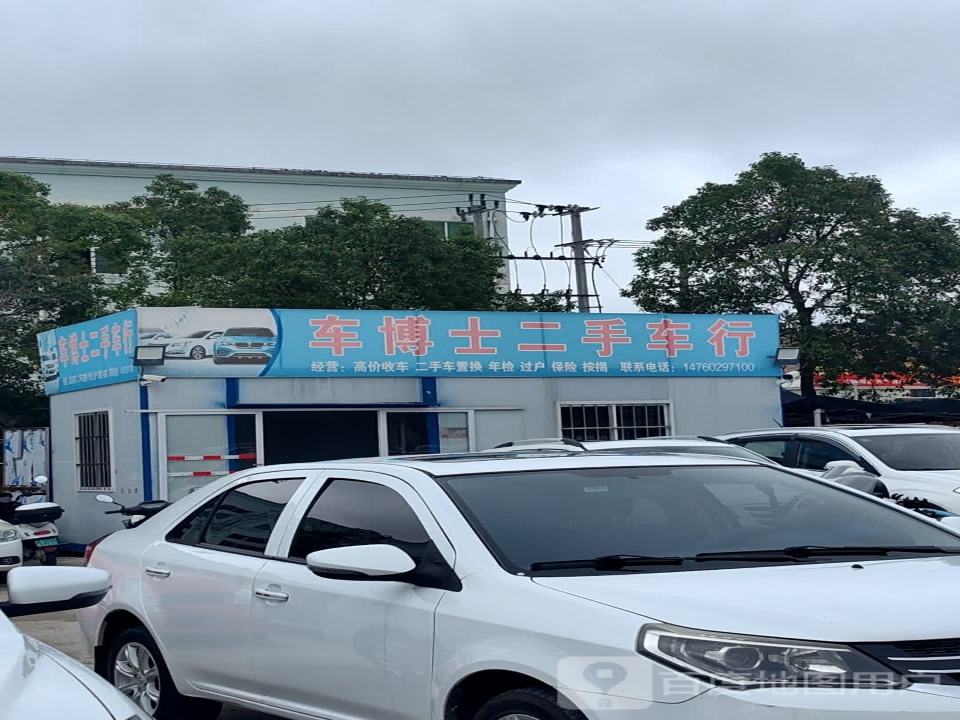 车博士二手车行
车博士二手车行
经营：高价收车 二手车置换 年检 过户 保险 按揭 联系电话：14760297100
百度地图用户